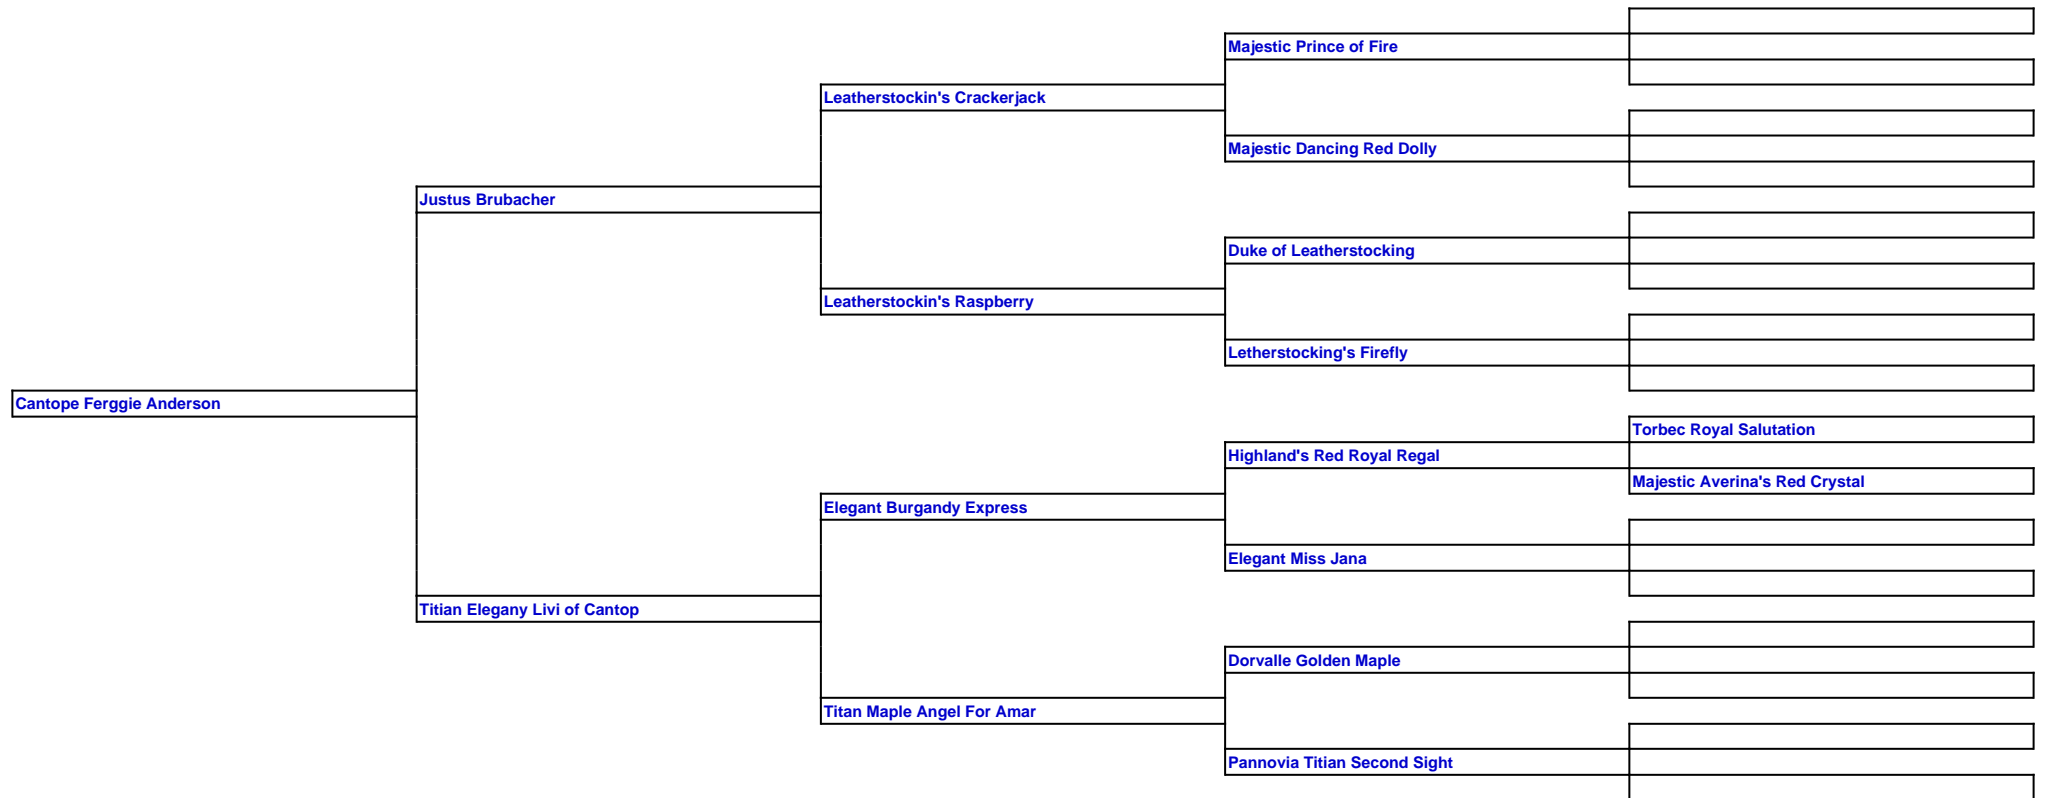 Majestic Prince of Fire
Leatherstockin's Crackerjack
Majestic Dancing Red Dolly
Justus Brubacher
Duke of Leatherstocking
Leatherstockin's Raspberry
Letherstocking's Firefly
Cantope Ferggie Anderson
Torbec Royal Salutation
Highland's Red Royal Regal
Majestic Averina's Red Crystal
Elegant Burgandy Express
Elegant Miss Jana
Titian Elegany Livi of Cantop
Dorvalle Golden Maple
Titan Maple Angel For Amar
Pannovia Titian Second Sight